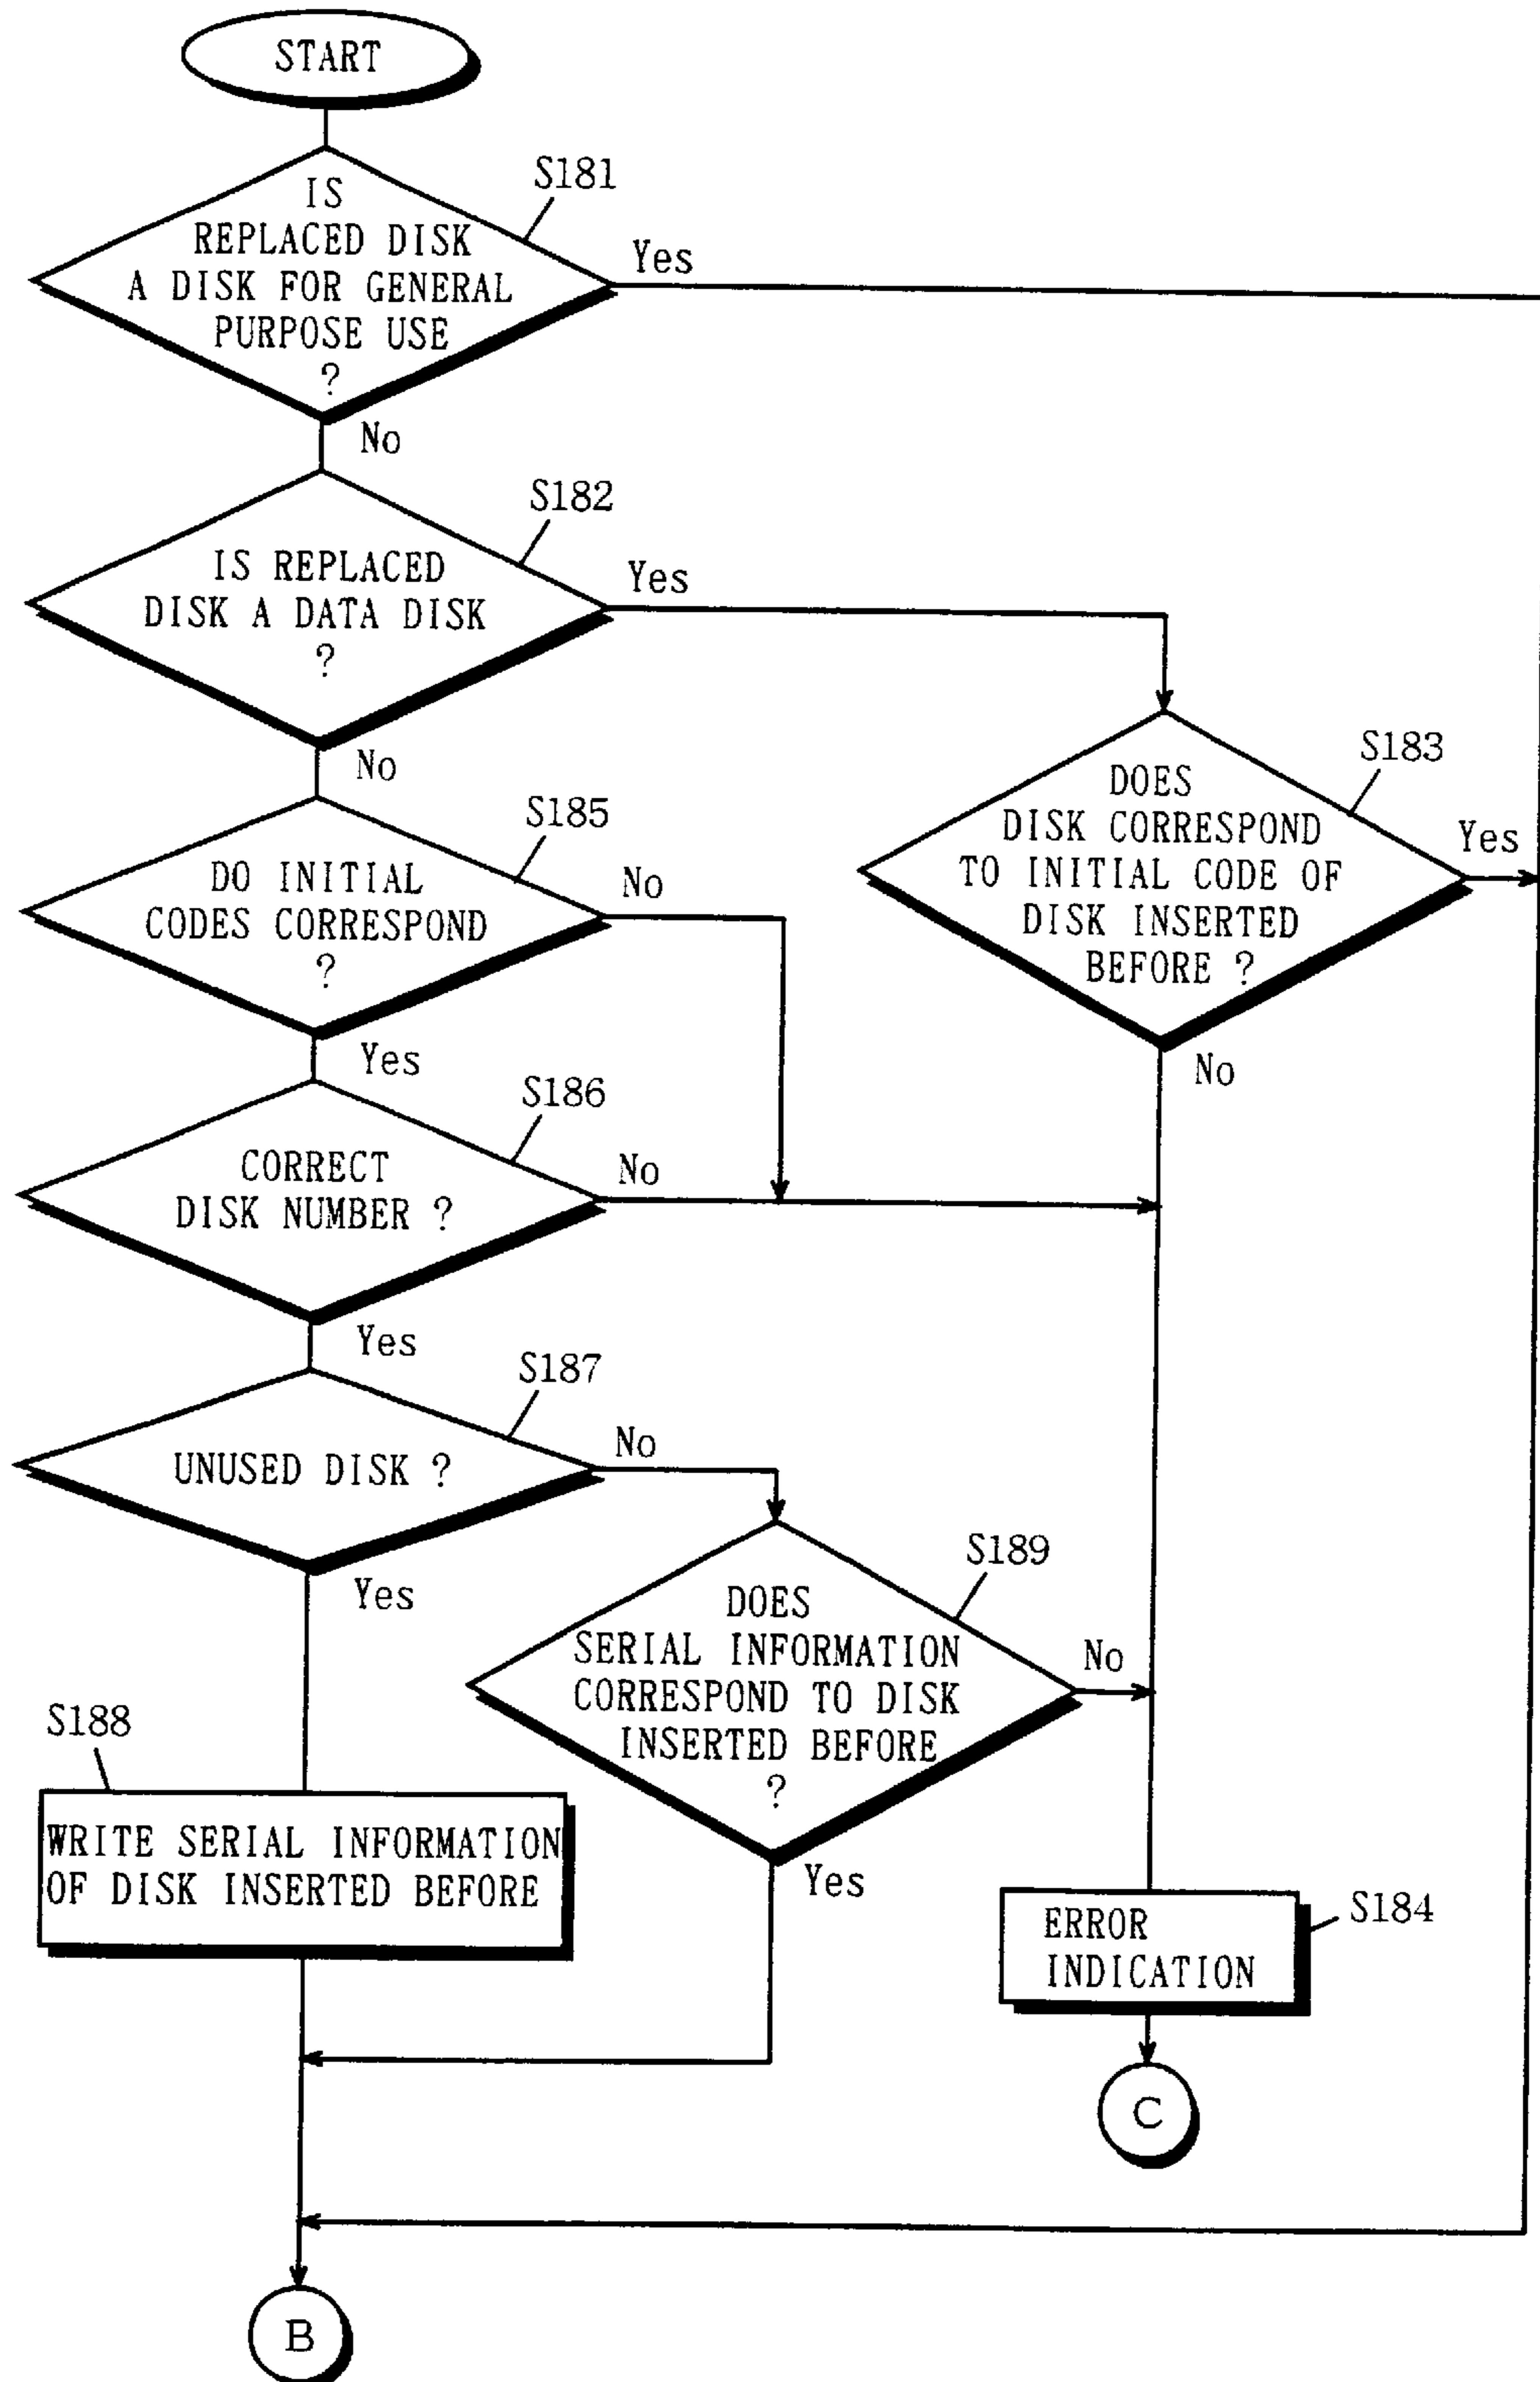 START
S181
IS
REPLACED DISK
A DISK FOR GENERAL
PURPOSE USE
?
Yes
No
S182
IS REPLACED
DISK A DATA DISK
?
Yes
No
S183
DOES
DISK CORRESPOND
TO INITIAL CODE OF
DISK INSERTED
BEFORE ?
Yes
No
S185
DO INITIAL
CODES CORRESPOND
?
No
Yes
S186
CORRECT
DISK NUMBER ?
No
Yes
S187
UNUSED DISK ?
No
Yes
S189
DOES
SERIAL INFORMATION
CORRESPOND TO DISK
INSERTED BEFORE
?
No
Yes
S188
WRITE SERIAL INFORMATION
OF DISK INSERTED BEFORE
S184
ERROR
INDICATION
C
B